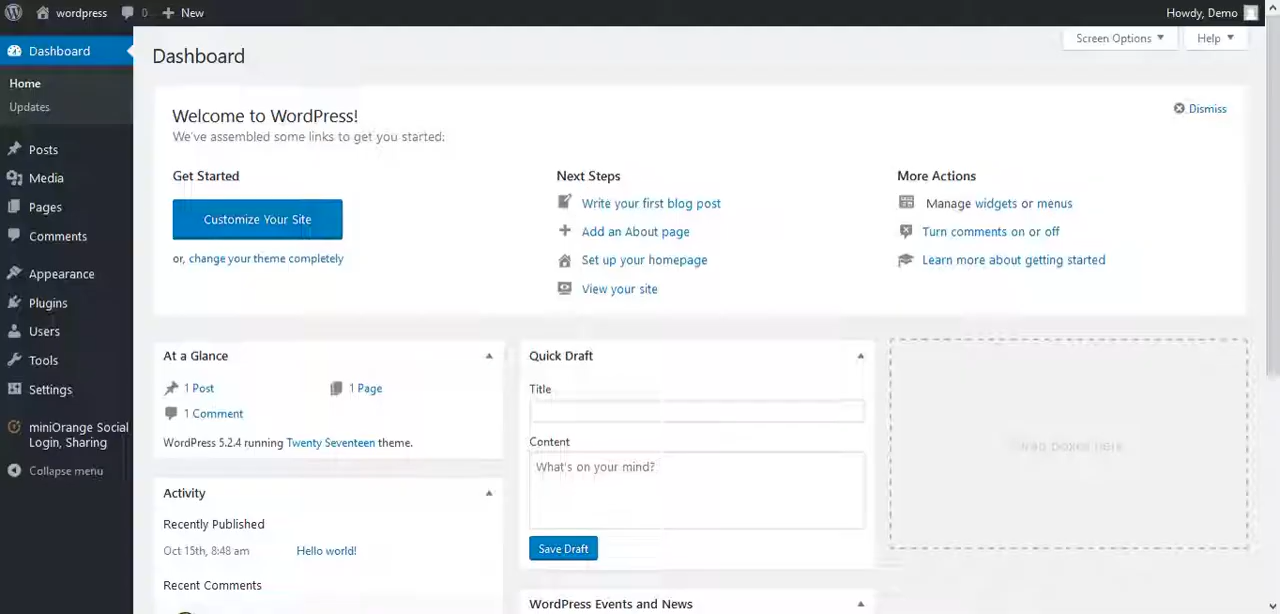 wordpress 0 New Howdy, Demo
Dashboard
Home
Updates
Posts
Media
Pages
Comments
Appearance
Plugins
Users
Tools
Settings
miniOrange Social
Login, Sharing
Collapse menu
Dashboard
Screen Options
Help
Welcome to WordPress!
We've assembled some links to get you started:
Dismiss
Get Started
Customize Your Site
or, change your theme completely
Next Steps
Write your first blog post
Add an About page
Set up your homepage
View your site
More Actions
Manage widgets or menus
Turn comments on or off
Learn more about getting started
At a Glance
1 Post
1 Page
1 Comment
WordPress 5.2.4 running Twenty Seventeen theme.
Activity
Recently Published
Oct 15th, 8:48 am Hello world!
Recent Comments
Quick Draft
Title
Content
What's on your mind?
Save Draft
WordPress Events and News
boxes here